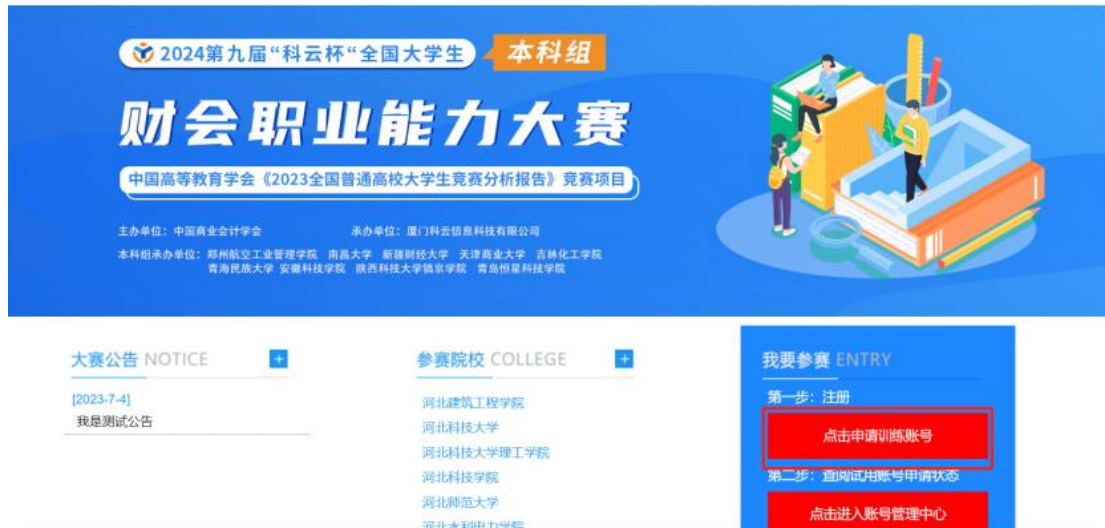 2024第九届“科云杯“全国大学生 本科组
财会职业能力大赛
中国高等教育学会《2023全国普通高校大学生竞赛分析报告》竞赛项目
主办单位：中国商业会计学会 承办单位：厦门科云信息科技有限公司
本科组承办单位：郑州航空工业管理学院 南昌大学 新疆财经大学 天津商业大学 吉林化工学院
青海民族大学 安徽科技学院 陕西科技大学镐京学院 青岛恒星科技学院
大赛公告 NOTICE +
[2023-7-4]
我是测试公告
参赛院校 COLLEGE +
河北建筑工程学院
河北科技大学
河北科技大学理工学院
河北科技学院
河北师范大学
河北水利电力学院
我要参赛 ENTRY
第一步：注册
点击申请训练账号
第二步：查阅试用账号申请状态
点击进入账号管理中心